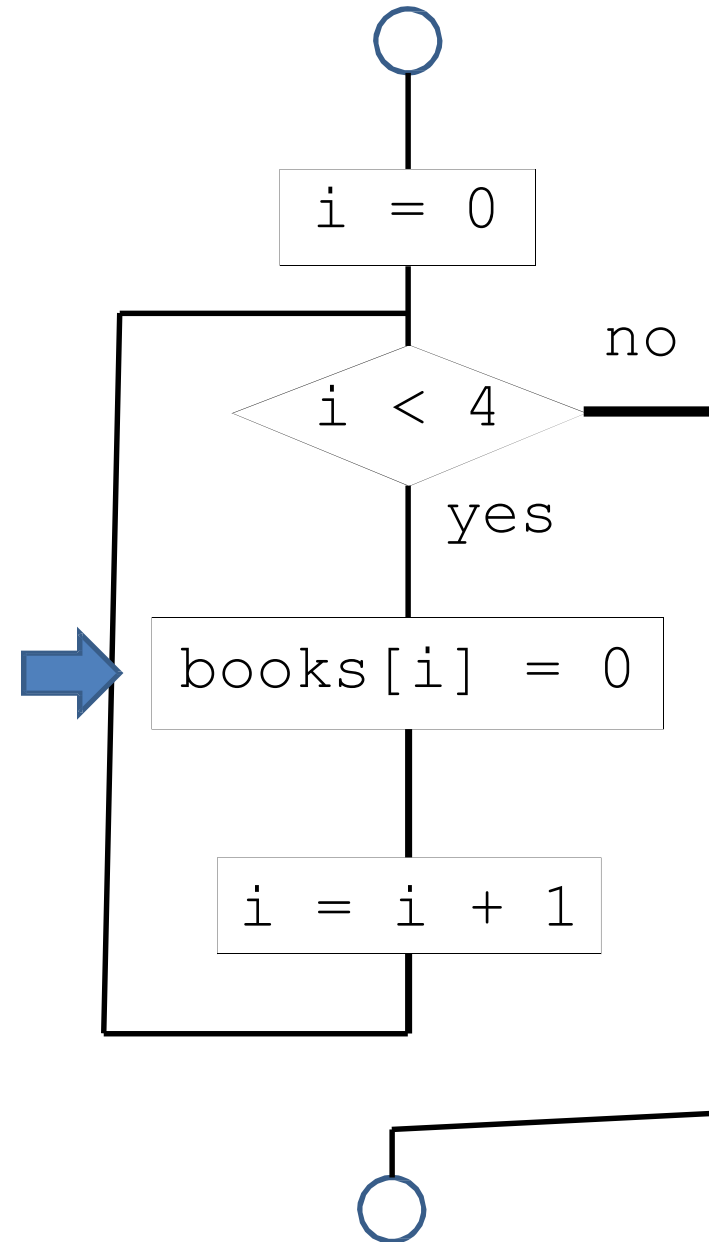 i = 0
no
i < 4
yes
books[i] = 0
i = i + 1